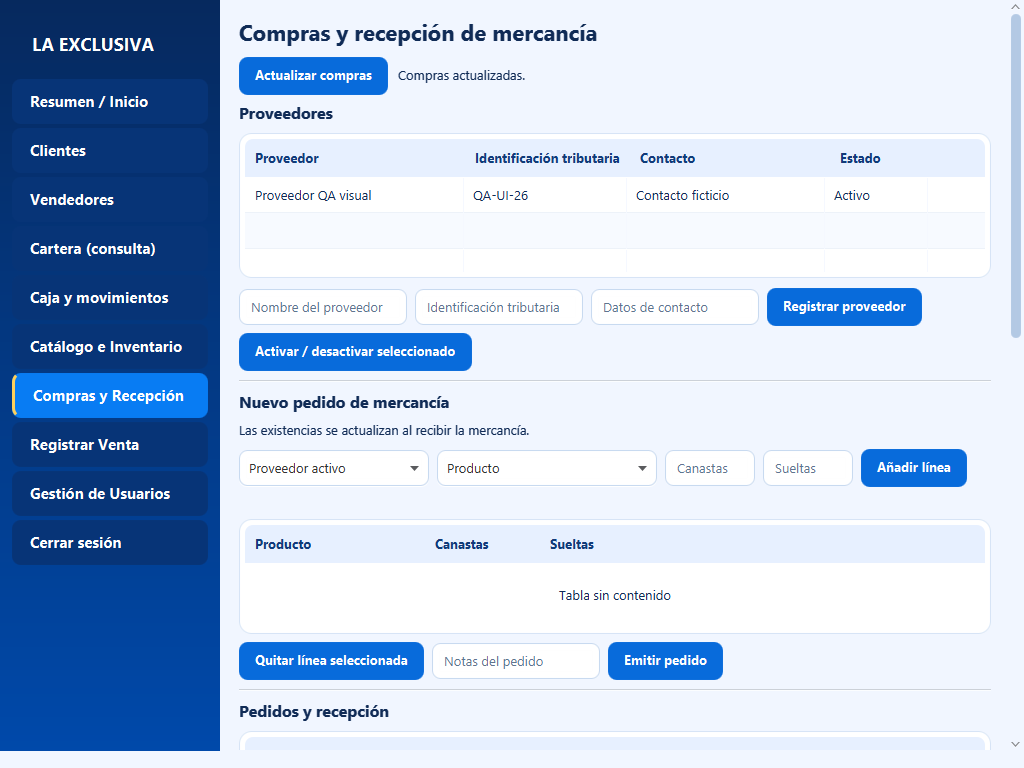 LA EXCLUSIVA
Resumen / Inicio
Clientes
Vendedores
Cartera (consulta)
Caja y movimientos
Catálogo e Inventario
Compras y Recepción
Registrar Venta
Gestión de Usuarios
Cerrar sesión
Compras y recepción de mercancía
Actualizar compras Compras actualizadas.
Proveedores
Proveedor Identificación tributaria Contacto Estado
Proveedor QA visual QA-UI-26 Contacto ficticio Activo
Nombre del proveedor Identificación tributaria Datos de contacto Registrar proveedor
Activar / desactivar seleccionado
Nuevo pedido de mercancía
Las existencias se actualizan al recibir la mercancía.
Proveedor activo Producto Canastas Sueltas Añadir línea
Producto Canastas Sueltas
Tabla sin contenido
Quitar línea seleccionada Notas del pedido Emitir pedido
Pedidos y recepción